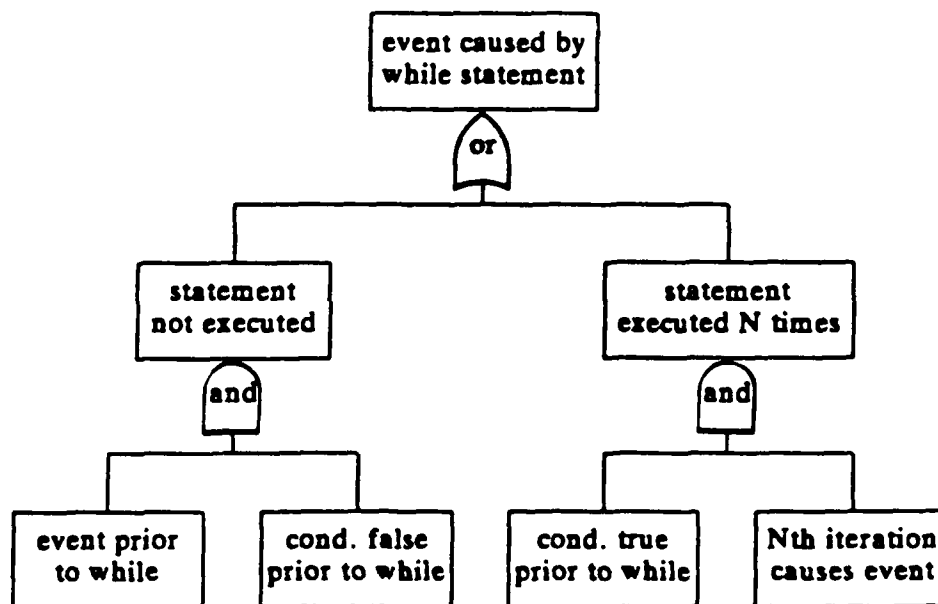 event caused by
while statement
or
statement
not executed
statement
executed N times
and
and
event prior
to while
cond. false
prior to while
cond. true
prior to while
Nth iteration
causes event